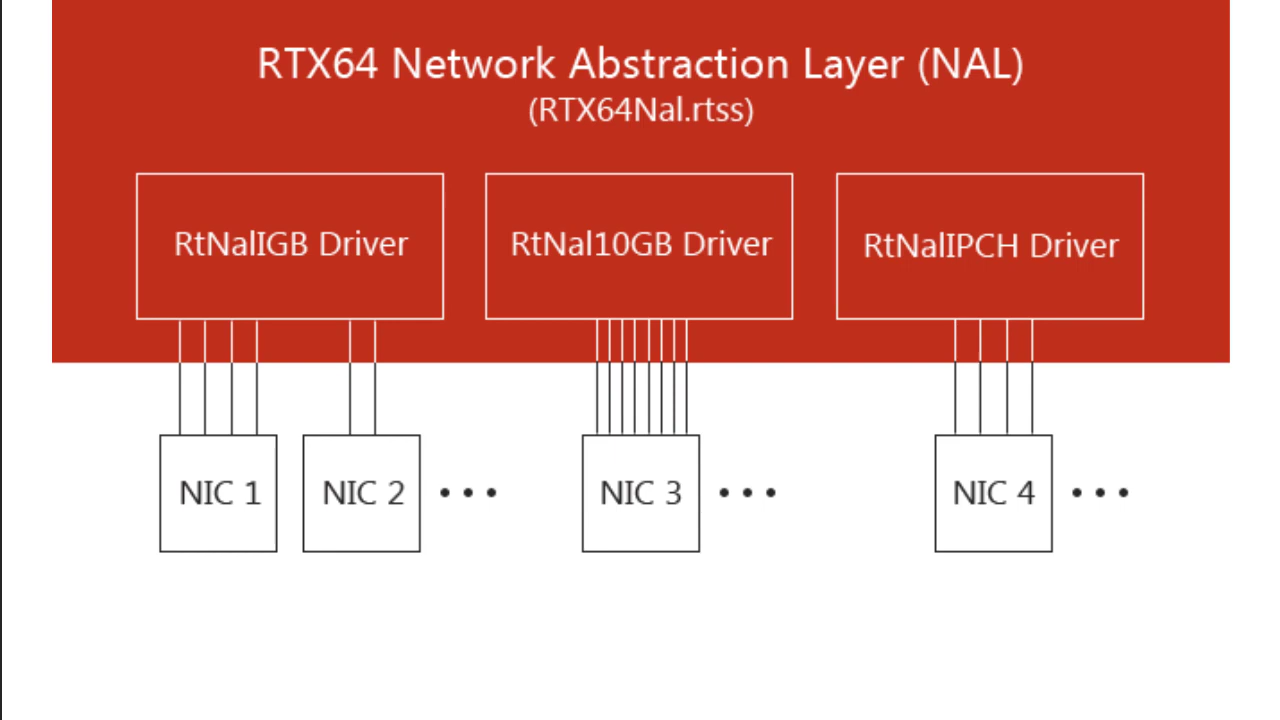 RTX64 Network Abstraction Layer (NAL)
(RTX64Nal.rtss)
RtNalIGB Driver
RtNal10GB Driver
RtNalIPCH Driver
NIC 1
NIC 2
NIC 3
NIC 4